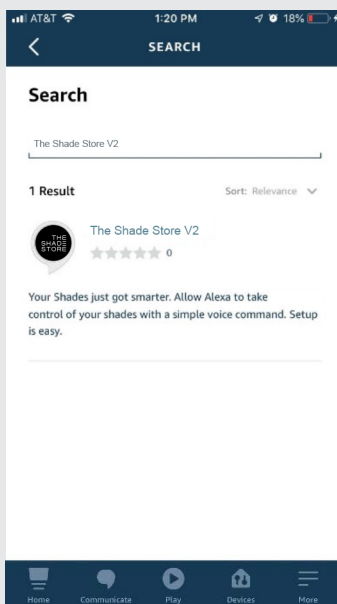 AT&T 1:20 PM 18%
SEARCH
Search
The Shade Store V2
1 Result Sort: Relevance
THE
SHADE
STORE
The Shade Store V2
0
Your Shades just got smarter. Allow Alexa to take
control of your shades with a simple voice command. Setup
is easy.
Home Communicate Play Devices More